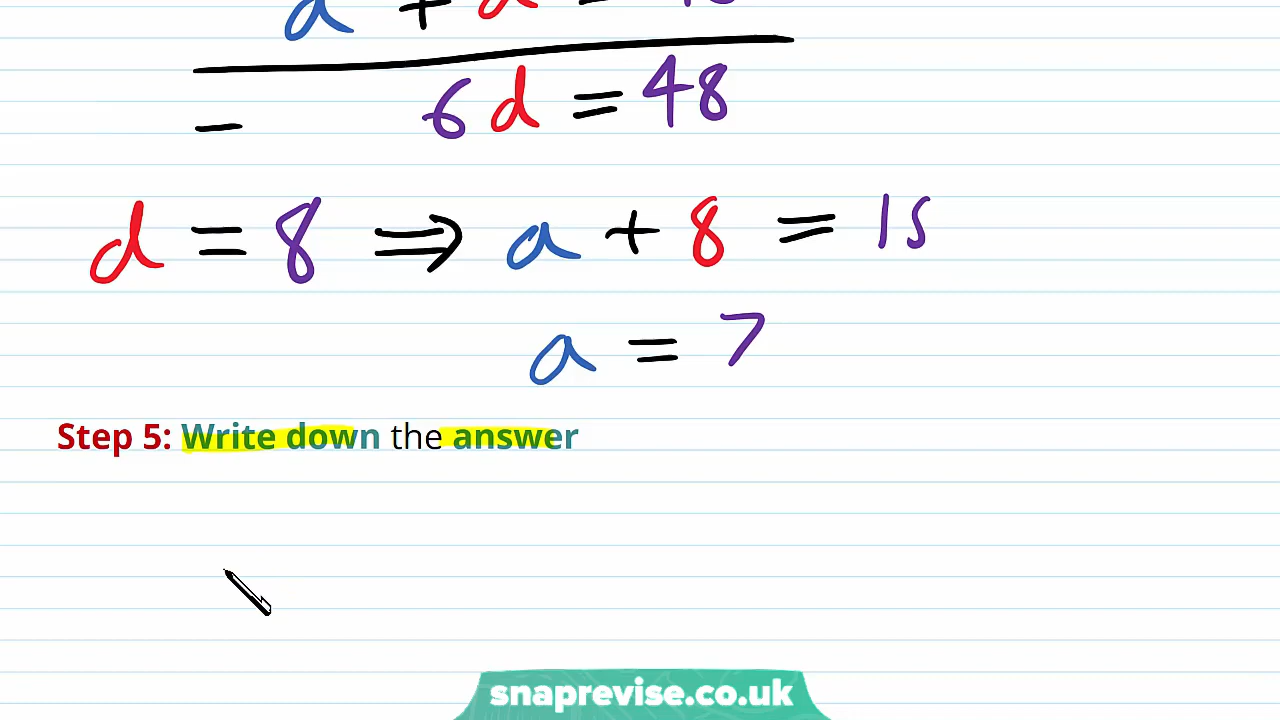 a + d =
- 6d = 48
d = 8 ⇒ a + 8 = 15
a = 7
Step 5: Write down the answer
snaprevise.co.uk